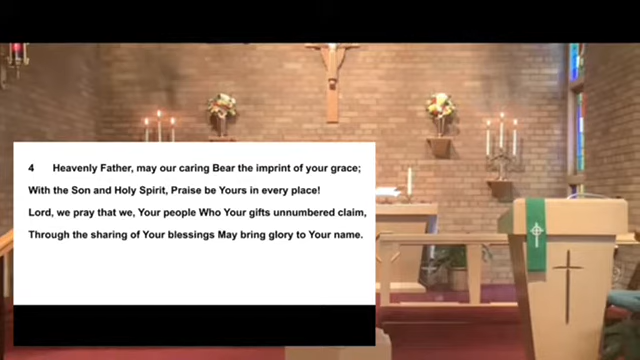 4 Heavenly Father, may our caring Bear the imprint of your grace;
With the Son and Holy Spirit, Praise be Yours in every place!
Lord, we pray that we, Your people Who Your gifts unnumbered claim,
Through the sharing of Your blessings May bring glory to Your name.